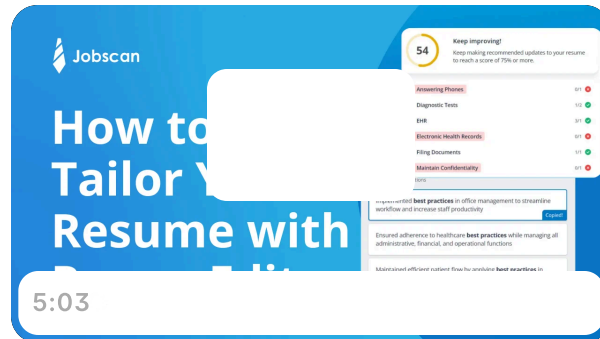 Jobscan
How to
Tailor
Resume with
54
Keep improving!
Keep making recommended updates to your resume
to reach a score of 75% or more.
Answering Phones 0/1
Diagnostic Tests 1/2
EHR 3/1
Electronic Health Records 0/1
Filing Documents 1/1
Maintain Confidentiality 0/1
Implemented best practices in office management to streamline
workflow and increase staff productivity
Copied!
Ensured adherence to healthcare best practices while managing all
administrative, financial, and operational functions
Maintained efficient patient flow by applying best practices in
5:03